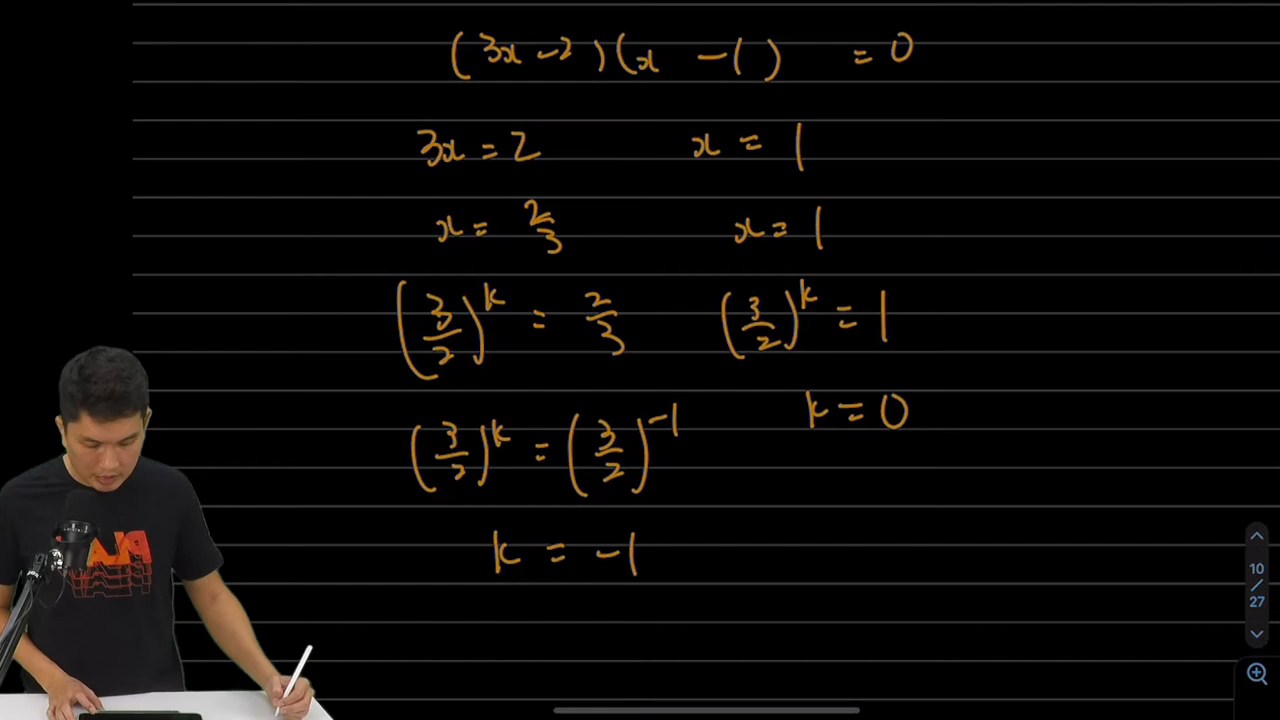 (3x - 2)(x - 1) = 0
3x = 2    x = 1
x = 2/3    x = 1
(3/2)^k = 2/3    (3/2)^k = 1
(3/2)^k = (3/2)^-1    k = 0
k = -1
10
/
27